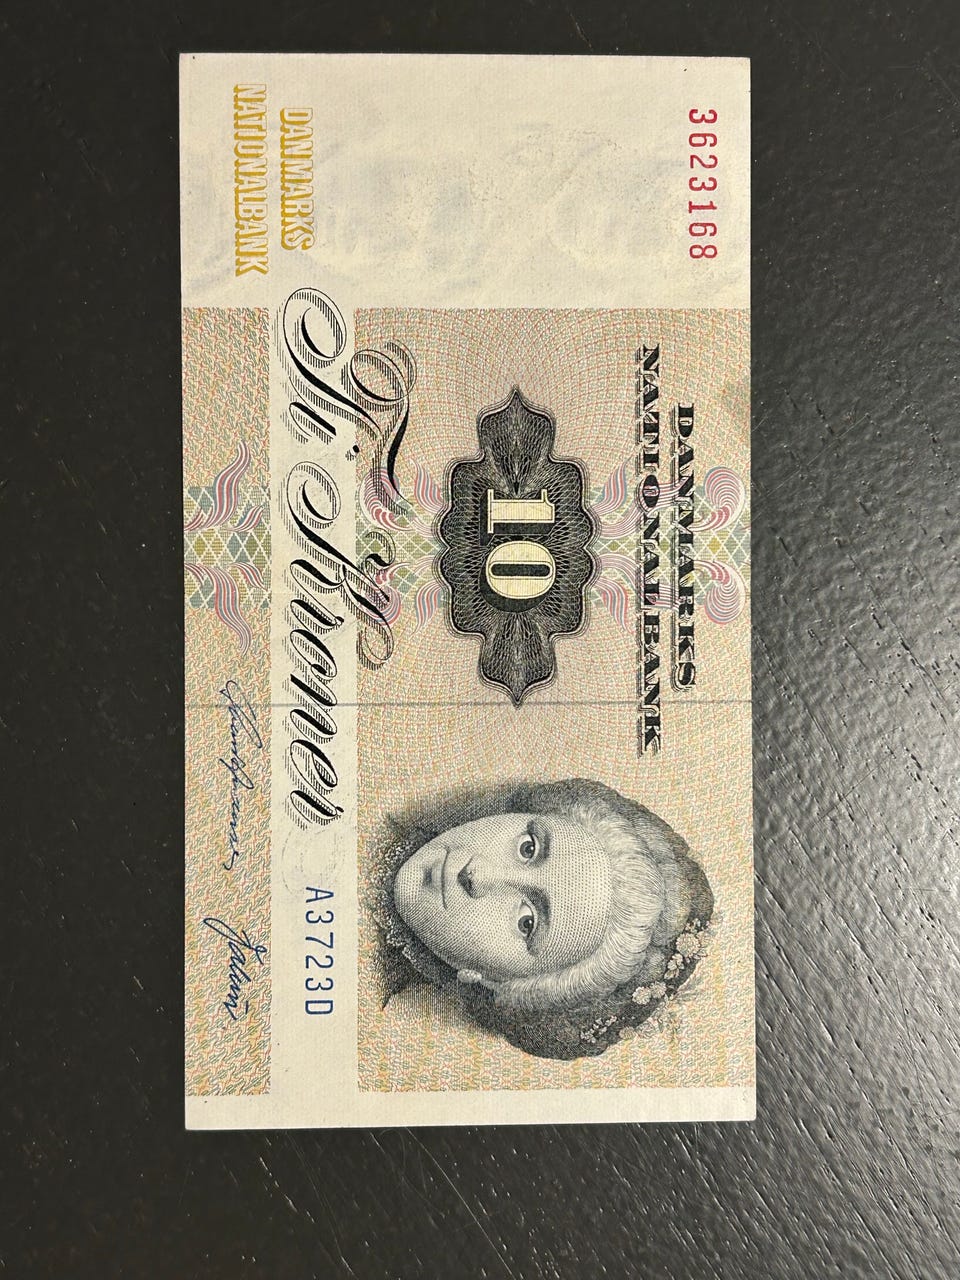 3623168
DANMARKS
NATIONALBANK
10
Ti Kroner
A3723D
DANMARKS
NATIONALBANK